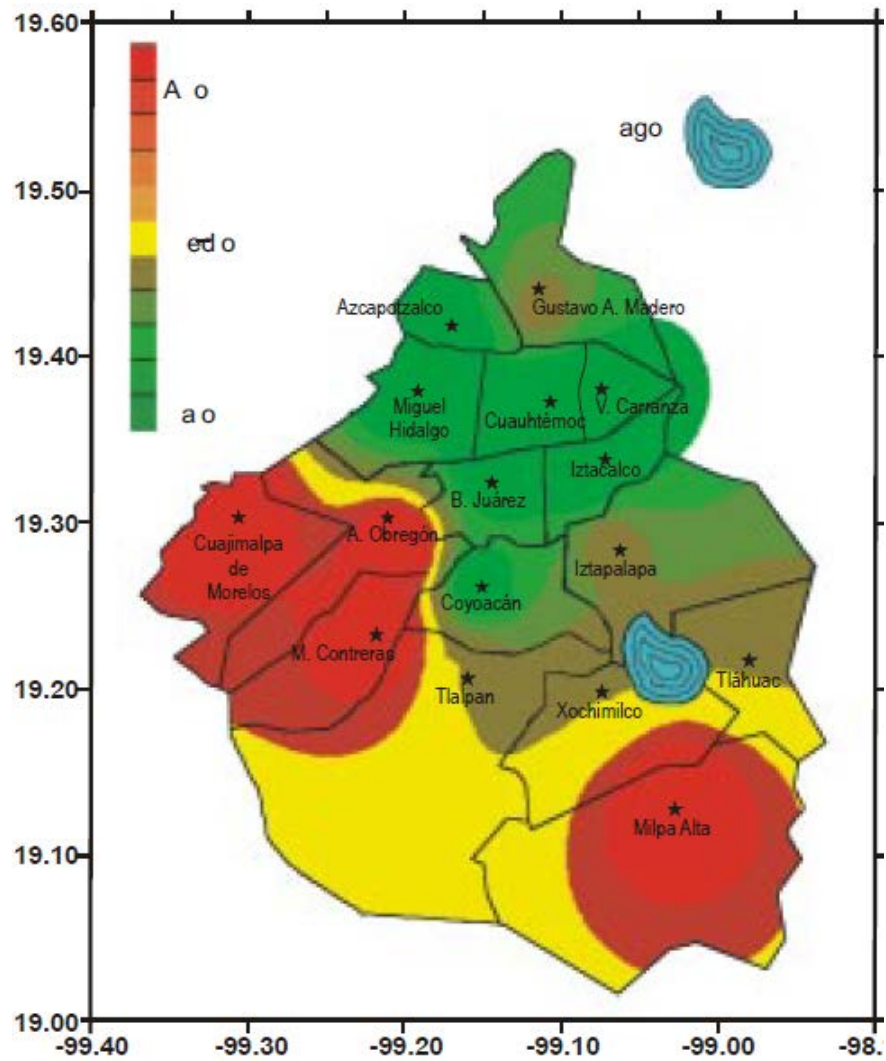 19.60
A o
ago
19.50
ed o
Azcapotzalco
Gustavo A. Madero
19.40
a o
Miguel
Hidalgo
Cuauhtémoc
V. Carranza
B. Juárez
Iztacalco
19.30
Cuajimalpa
de
Morelos
A. Obregón
Coyoacán
Iztapalapa
M. Contreras
19.20
Tlalpan
Xochimilco
Tláhuac
Milpa Alta
19.10
19.00
-99.40
-99.30
-99.20
-99.10
-99.00
-98.